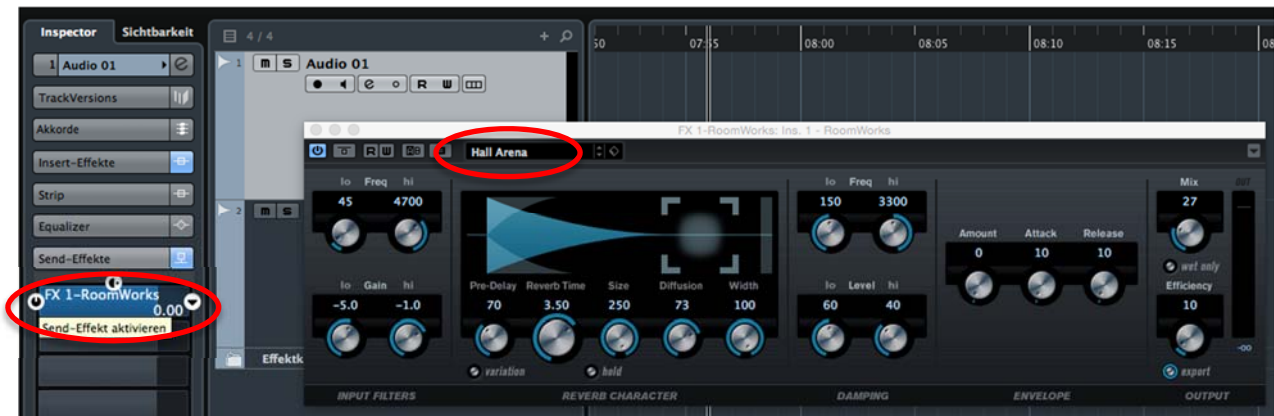 Inspector Sichtbarkeit
4 / 4
50 07:55 08:00 08:05 08:10 08:15 08
1 Audio 01 e
1 m S Audio 01
e R W
TrackVersions
Akkorde
FX 1-RoomWorks: Ins. 1 - RoomWorks
R W Hall Arena
Insert-Effekte
lo Freq hi
lo Freq hi
Mix OUT
45 4700
150 3300
27
Strip
2 m s
Equalizer
Amount Attack Release
0 10 10
Send-Effekte
wet only
FX 1-RoomWorks
0.00
lo Gain hi
Pre-Delay Reverb Time Size Diffusion Width
lo Level hi
Efficiency
-5.0 -1.0
70 3.50 250 73 100
60 40
10
Send-Effekt aktivieren
-oo
Effektk
variation hold
export
INPUT FILTERS REVERB CHARACTER DAMPING ENVELOPE OUTPUT